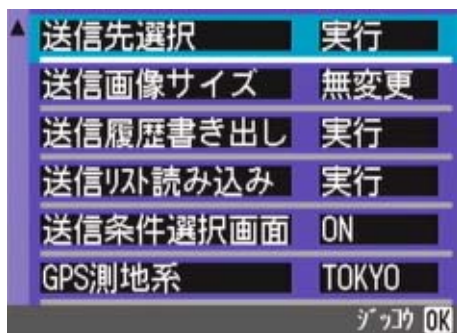 ▲ 送信先選択 実行
送信画像サイズ 無変更
送信履歴書き出し 実行
送信ﾘｽﾄ読み込み 実行
送信条件選択画面 ON
GPS測地系 TOKYO
ｼﾞｯｺｳ OK